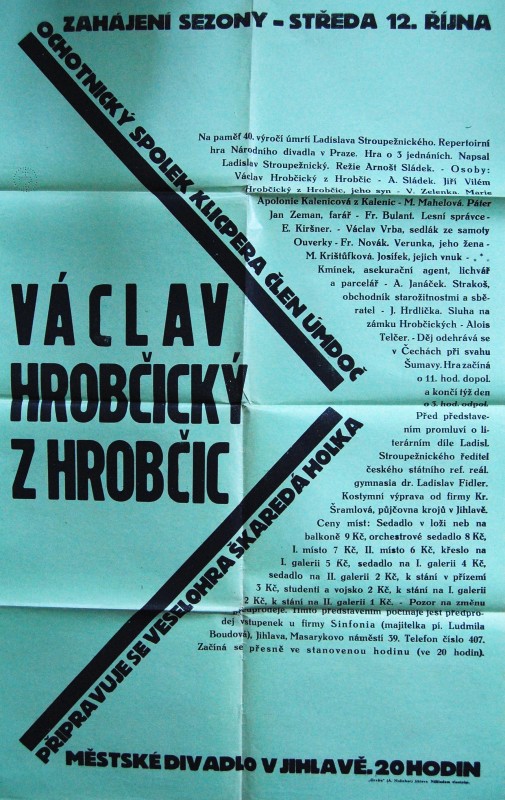 ZAHÁJENÍ SEZONY - STŘEDA 12. ŘÍJNA
OCHOTNICKÝ SPOLEK KLICPERA ČLEN ÚMDOČ
Na paměť 40. výročí úmrti Ladislava Stroupežnického. Repertoirní
hra Národního divadla v Praze. Hra o 3 jednáních. Napsal
Ladislav Stroupežnický. Režie Arnošt Sládek. - Osoby:
Václav Hrobčický z Hrobčic - A. Sládek. Jiří Vilém
Hrobčický z Hrobčic, jeho syn - V. Zelenka. Marie
Apolonie Kalenicová z Kalenic - M. Mahelová. Páter
Jan Zeman, farář - Fr. Bulant. Lesní správce -
E. Kiršner. - Václav Vrba, sedlák ze samoty
Ouverky - Fr. Novák. Verunka, jeho žena -
M. Krištůfková. Josífek, jejich vnuk - „*„
Kmínek, asekurační agent, lichvář
a parcelář - A. Janáček. Strakoš,
obchodník starožitnostmi a sbě-
ratel - J. Hrdlička. Sluha na
zámku Hrobčických - Alois
Telčer. - Děj odehrává se
v Čechách při svahu
Šumavy. Hra začíná
o 11. hod. dopol.
a končí týž den
o 5. hod. odpol.
VÁCLAV
HROBČICKÝ
Z HROBČIC
Před představe-
ním promluví o li-
terárním díle Ladisl.
Stroupežnického ředitel
českého státního ref. reál.
gymnasia dr. Ladislav Fidler.
Kostymní výprava od firmy Kr.
Šramlová, půjčovna krojů v Jihlavě.
Ceny míst: Sedadlo v loži neb na
balkoně 9 Kč, orchestrové sedadlo 8 Kč,
I. místo 7 Kč, II. místo 6 Kč, křeslo na
I. galerii 5 Kč, sedadlo na I. galerii 4 Kč,
sedadlo na II. galerii 2 Kč, k stání v přízemí
3 Kč, studenti a vojsko 2 Kč, k stání na I. galerii
2 Kč, k stání na II. galerii 1 Kč. - Pozor na změnu
předprodeje. Tímto představením počínaje jest předpro-
dej vstupenek u firmy Sinfonia (majitelka pí. Ludmila
Boudová), Jihlava, Masarykovo náměstí 39. Telefon číslo 407.
Začíná se přesně ve stanovenou hodinu (ve 20 hodin).
PŘIPRAVUJE SE VESELOHRA ŠKAREDÁ HOLKA
MĚSTSKÉ DIVADLO V JIHLAVĚ. 20 HODIN